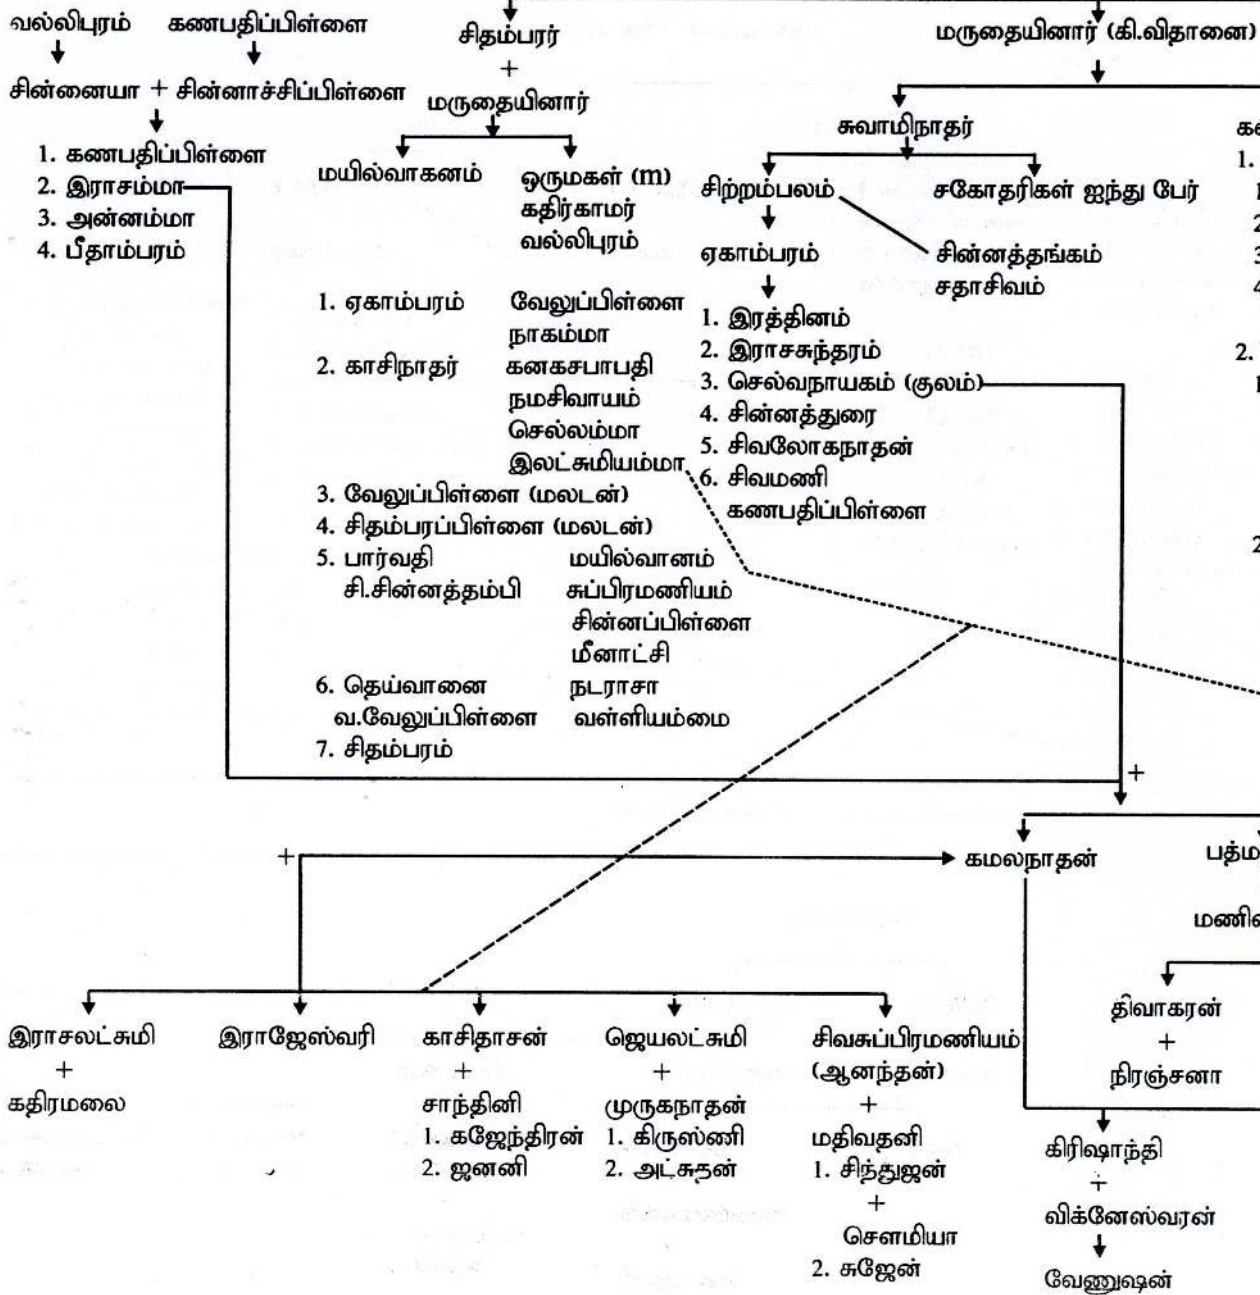 வல்லிபுரம் கணபதிப்பிள்ளை
சின்னையா + சின்னாச்சிப்பிள்ளை
1. கணபதிப்பிள்ளை
2. இராசம்மா
3. அன்னம்மா
4. பீதாம்பரம்
சிதம்பரர்
+
மருதையினார்
மயில்வாகனம்
ஒருமகள் (m)
கதிர்காமர்
வல்லிபுரம்
1. ஏகாம்பரம் வேலுப்பிள்ளை
நாகம்மா
2. காசிநாதர் கனகசபாபதி
நமசிவாயம்
செல்லம்மா
இலட்சுமியம்மா
3. வேலுப்பிள்ளை (மலடன்)
4. சிதம்பரப்பிள்ளை (மலடன்)
5. பார்வதி மயில்வானம்
சி.சின்னத்தம்பி சுப்பிரமணியம்
சின்னப்பிள்ளை
மீனாட்சி
6. தெய்வானை நடராசா
வ.வேலுப்பிள்ளை வள்ளியம்மை
7. சிதம்பரம்
மருதையினார் (கி.விதானை)
சுவாமிநாதர்
சிற்றம்பலம் சகோதரிகள் ஐந்து பேர்
ஏகாம்பரம் சின்னத்தங்கம்
சதாசிவம்
1. இரத்தினம்
2. இராசசுந்தரம்
3. செல்வநாயகம் (குலம்)
4. சின்னத்துரை
5. சிவலோகநாதன்
6. சிவமணி
கணபதிப்பிள்ளை
1.
2.
+
+
கமலநாதன் பத்ம
திவாகரன்
+
நிரஞ்சனா
இராசலட்சுமி
+
கதிரமலை
இராஜேஸ்வரி
காசிதாசன்
+
சாந்தினி
1. கஜேந்திரன்
2. ஜனனி
ஜெயலட்சுமி
+
முருகநாதன்
1. கிருஸ்ணி
2. அட்சுதன்
சிவசுப்பிரமணியம்
(ஆனந்தன்)
+
மதிவதனி
1. சிந்துஜன்
+
சௌமியா
2. சுஜேன்
கிரிஷாந்தி
+
விக்னேஸ்வரன்
வேணுஷன்